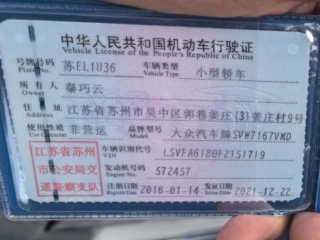 中华人民共和国机动车行驶证
Vehicle License of the People's Republic of China
号牌号码 苏EL1U36 车辆类型 小型轿车
Plate No. Vehicle Type
所有人 秦巧云
Owner
住址 江苏省苏州市吴中区郭巷姜庄(3)姜庄村9号
Address
使用性质 非营运 品牌型号 大众汽车牌SVW7167VMD
Use Character Model
江苏省苏州 车辆识别代号 LSVFA6180F2151719
VIN
市公安局交 发动机号码 572457
Engine No.
通警察支队 注册日期 2016-01-14 发证日期 2021-12-22
Register Date Issue Date